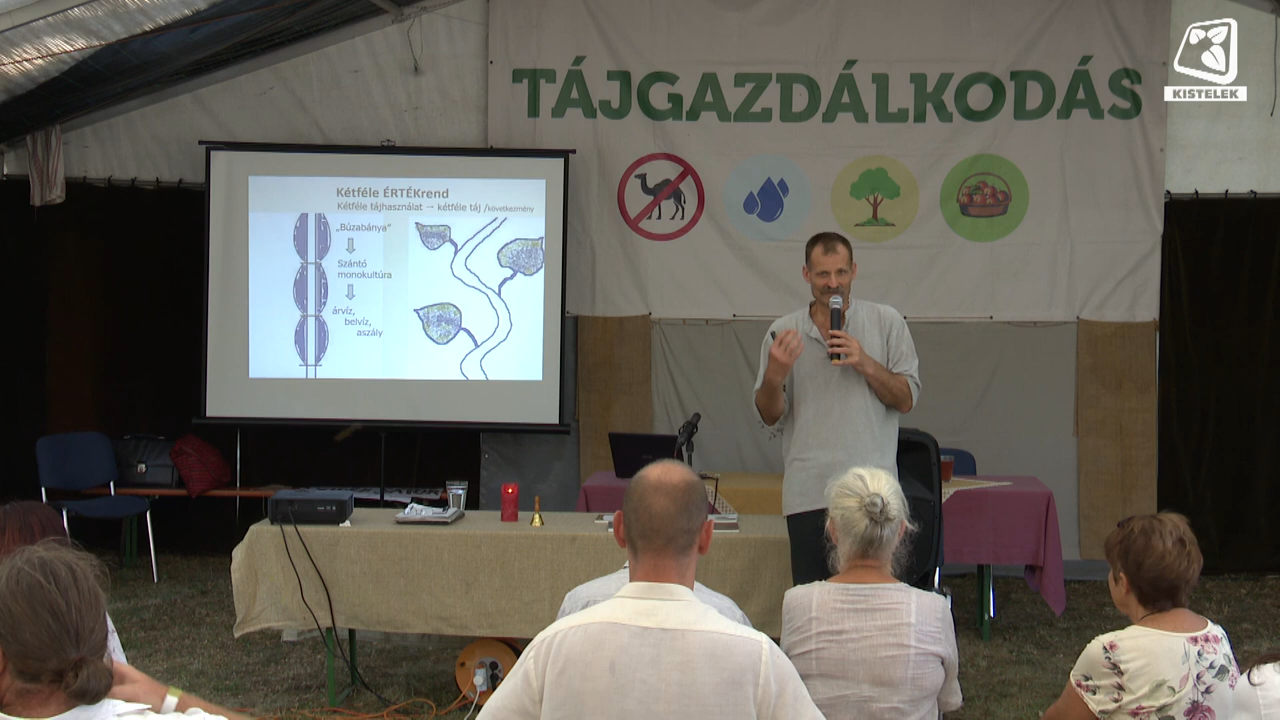 TÁJGAZDÁLKODÁS
KISTELEK
Kétféle ÉRTÉKrend
Kétféle tájhasználat → kétféle táj /következmény
„Búzabánya”
Szántó
monokultúra
árvíz,
belvíz,
aszály